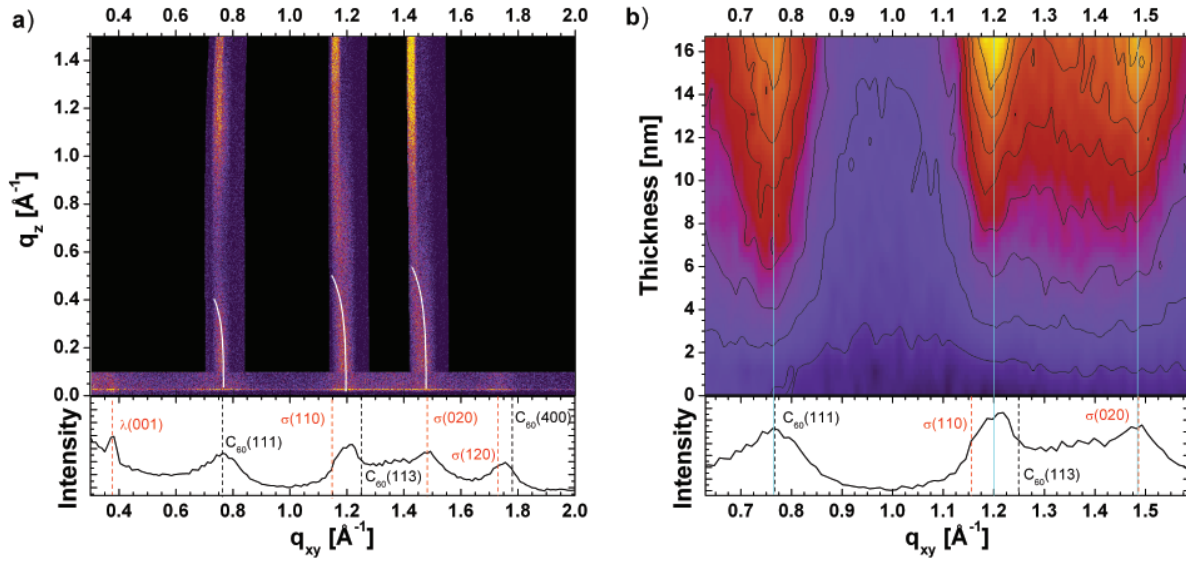 a)
0.4 0.6 0.8 1.0 1.2 1.4 1.6 1.8 2.0
q_z [Å⁻¹]
1.4
1.2
1.0
0.8
0.6
0.4
0.2
0.0
Intensity
λ(001)
C₆₀(111)
σ(110)
C₆₀(113)
σ(020)
σ(120)
C₆₀(400)
0.4 0.6 0.8 1.0 1.2 1.4 1.6 1.8 2.0
q_xy [Å⁻¹]
b)
0.7 0.8 0.9 1.0 1.1 1.2 1.3 1.4 1.5
Thickness [nm]
16
14
12
10
8
6
4
2
0
Intensity
C₆₀(111)
σ(110)
C₆₀(113)
σ(020)
0.7 0.8 0.9 1.0 1.1 1.2 1.3 1.4 1.5
q_xy [Å⁻¹]